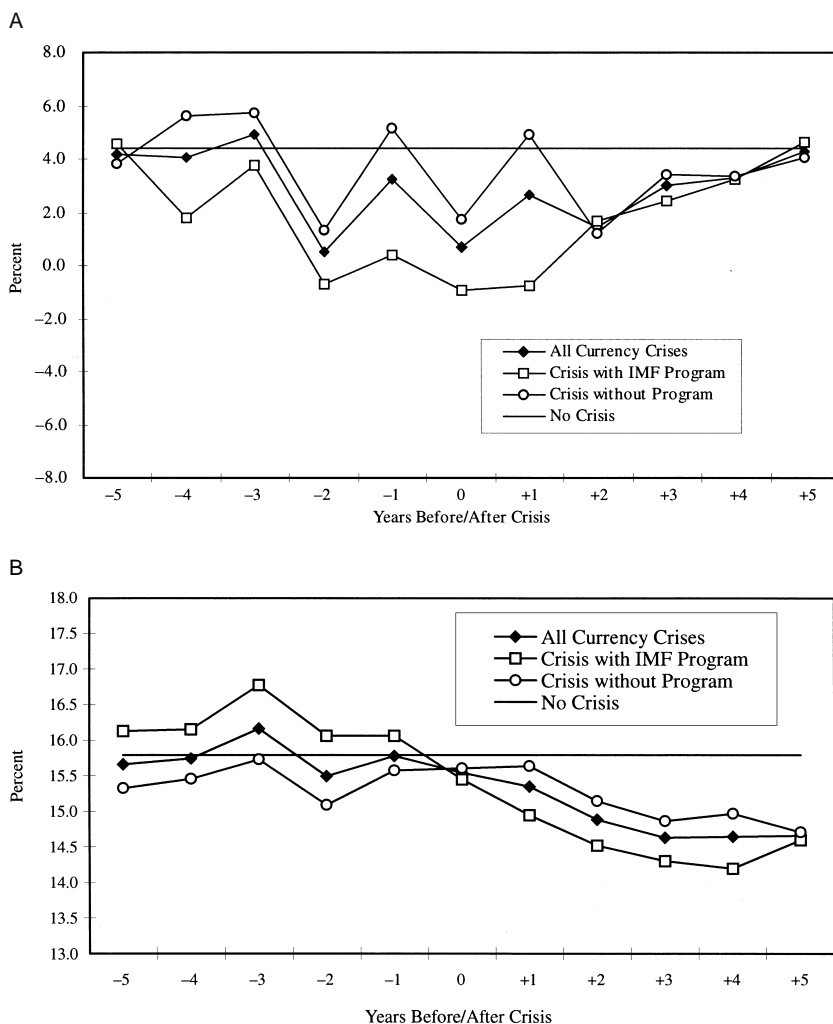 A
8.0
6.0
4.0
2.0
0.0
–2.0
–4.0
–6.0
–8.0
Percent
All Currency Crises
Crisis with IMF Program
Crisis without Program
No Crisis
–5 –4 –3 –2 –1 0 +1 +2 +3 +4 +5
Years Before/After Crisis
B
18.0
17.5
17.0
16.5
16.0
15.5
15.0
14.5
14.0
13.5
13.0
Percent
All Currency Crises
Crisis with IMF Program
Crisis without Program
No Crisis
–5 –4 –3 –2 –1 0 +1 +2 +3 +4 +5
Years Before/After Crisis